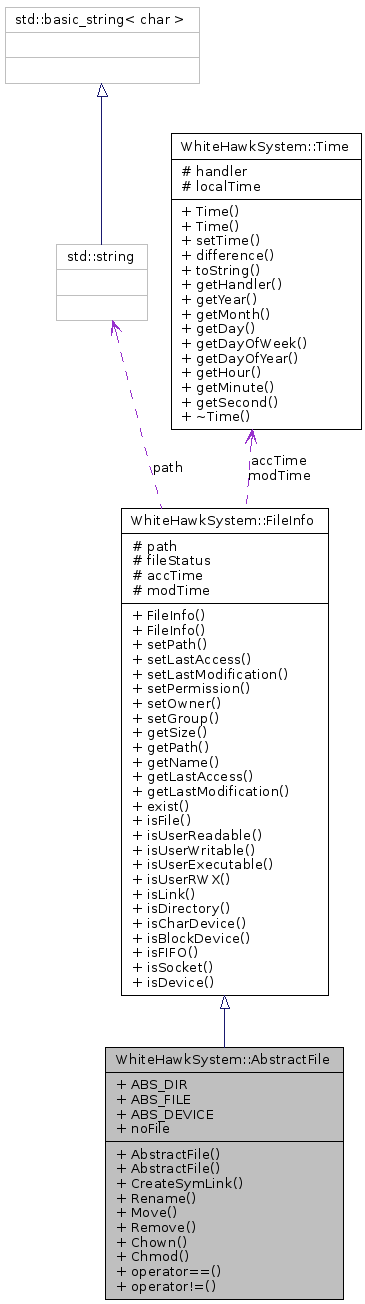 std::basic_string< char >
WhiteHawkSystem::Time
# handler
# localTime
+ Time()
+ Time()
+ setTime()
+ difference()
+ toString()
+ getHandler()
+ getYear()
+ getMonth()
+ getDay()
+ getDayOfWeek()
+ getDayOfYear()
+ getHour()
+ getMinute()
+ getSecond()
+ ~Time()
std::string
path
accTime
modTime
WhiteHawkSystem::FileInfo
# path
# fileStatus
# accTime
# modTime
+ FileInfo()
+ FileInfo()
+ setPath()
+ setLastAccess()
+ setLastModification()
+ setPermission()
+ setOwner()
+ setGroup()
+ getSize()
+ getPath()
+ getName()
+ getLastAccess()
+ getLastModification()
+ exist()
+ isFile()
+ isUserReadable()
+ isUserWritable()
+ isUserExecutable()
+ isUserRWX()
+ isLink()
+ isDirectory()
+ isCharDevice()
+ isBlockDevice()
+ isFIFO()
+ isSocket()
+ isDevice()
WhiteHawkSystem::AbstractFile
+ ABS_DIR
+ ABS_FILE
+ ABS_DEVICE
+ noFile
+ AbstractFile()
+ AbstractFile()
+ CreateSymLink()
+ Rename()
+ Move()
+ Remove()
+ Chown()
+ Chmod()
+ operator==()
+ operator!=()